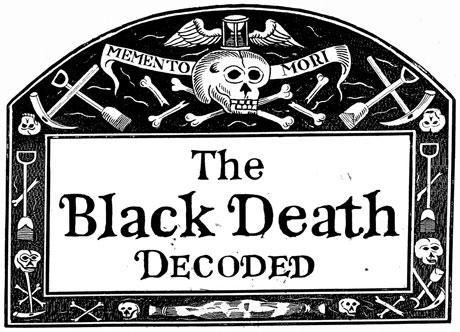 MEMENTO MORI
The
Black Death
DECODED